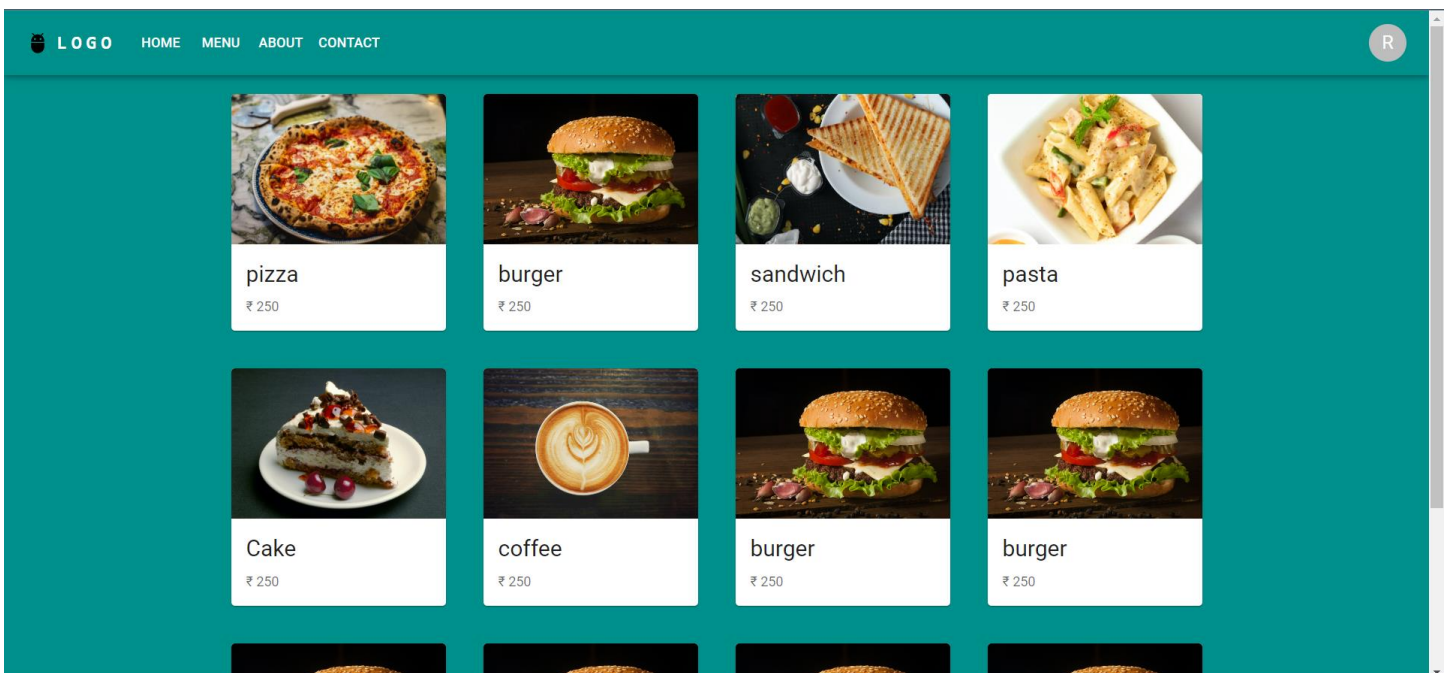 LOGO HOME MENU ABOUT CONTACT R
pizza burger sandwich pasta
₹ 250 ₹ 250 ₹ 250 ₹ 250
Cake coffee burger burger
₹ 250 ₹ 250 ₹ 250 ₹ 250